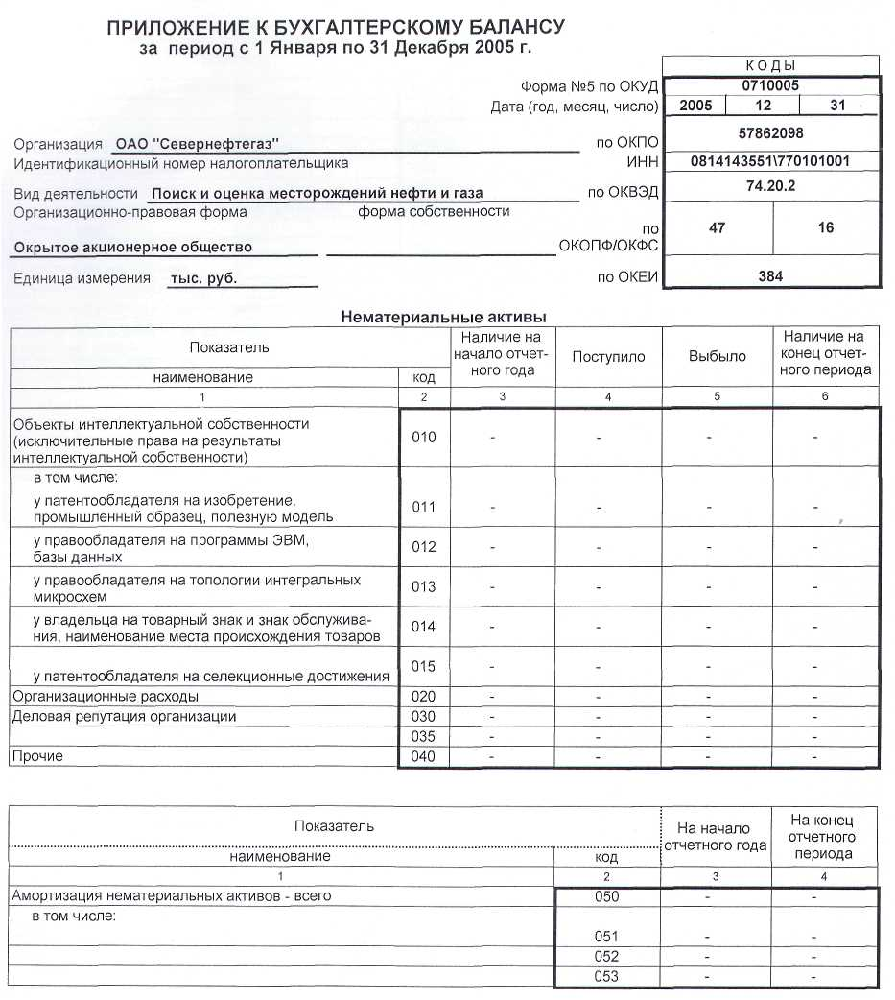 ПРИЛОЖЕНИЕ К БУХГАЛТЕРСКОМУ БАЛАНСУ
за период с 1 Января по 31 Декабря 2005 г.
К О Д Ы
Форма №5 по ОКУД 0710005
Дата (год, месяц, число) 2005 12 31
Организация ОАО "Севернефтегаз" по ОКПО 57862098
Идентификационный номер налогоплательщика ИНН 0814143551\770101001
Вид деятельности Поиск и оценка месторождений нефти и газа по ОКВЭД 74.20.2
Организационно-правовая форма форма собственности
по 47 16
Окрытое акционерное общество ОКОПФ/ОКФС
Единица измерения тыс. руб. по ОКЕИ 384
Нематериальные активы
Показатель Наличие на начало отчет-ного года Поступило Выбыло Наличие на конец отчет-ного периода
наименование код
1 2 3 4 5 6
Объекты интеллектуальной собственности
(исключительные права на результаты 010 - - - -
интеллектуальной собственности)
в том числе:
у патентообладателя на изобретение,
промышленный образец, полезную модель 011 - - - -
у правообладателя на программы ЭВМ,
базы данных 012 - - - -
у правообладателя на топологии интегральных
микросхем 013 - - - -
у владельца на товарный знак и знак обслужива-
ния, наименование места происхождения товаров 014 - - - -
у патентообладателя на селекционные достижения 015 - - - -
Организационные расходы 020 - - - -
Деловая репутация организации 030 - - - -
035 - - - -
Прочие 040 - - - -
Показатель На начало отчетного года На конец отчетного периода
наименование код
1 2 3 4
Амортизация нематериальных активов - всего 050 - -
в том числе:
051 - -
052 - -
053 - -